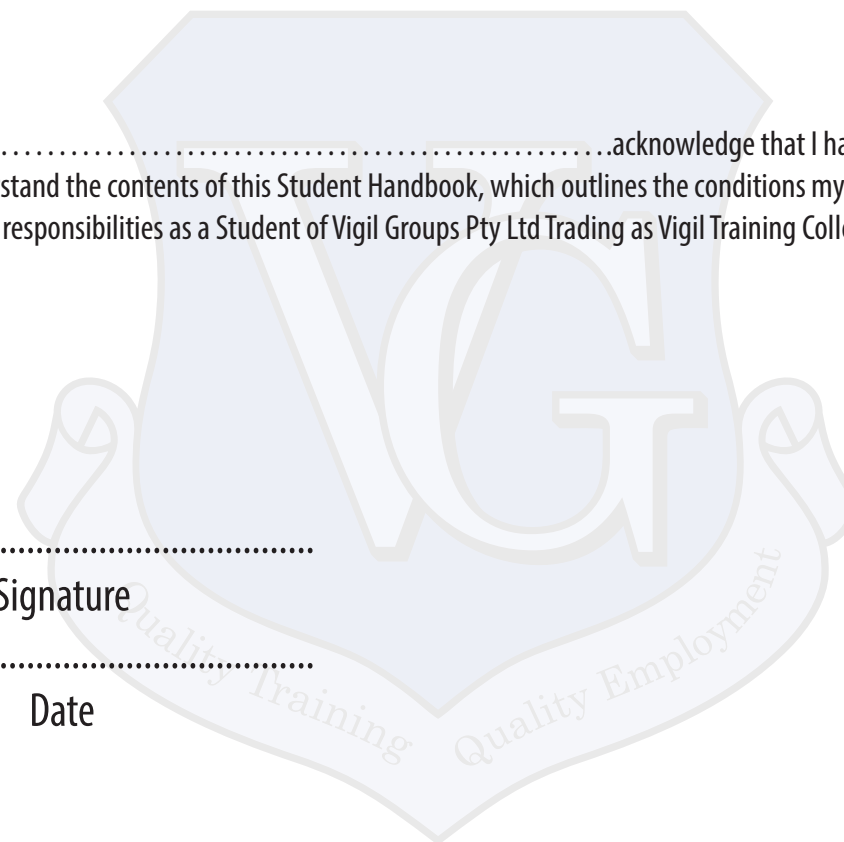 ........................................................acknowledge that I ha
stand the contents of this Student Handbook, which outlines the conditions my
responsibilities as a Student of Vigil Groups Pty Ltd Trading as Vigil Training Coll
VG
...................................
Signature
...................................
Date
Quality Training Quality Employment